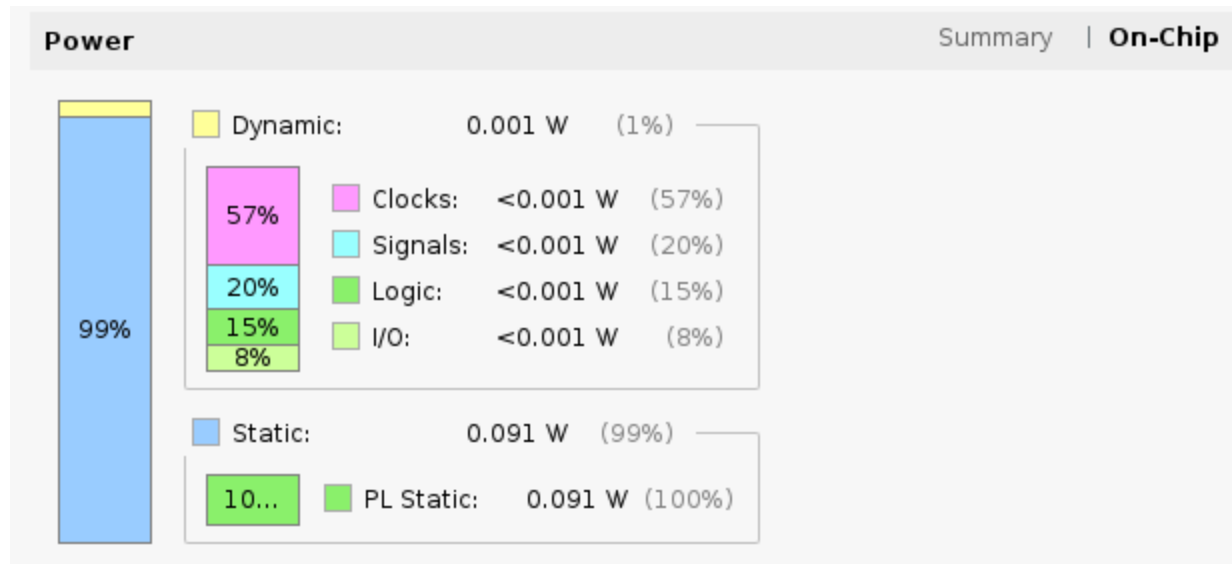 Power Summary | On-Chip
Dynamic: 0.001 W (1%)
57% Clocks: <0.001 W (57%)
Signals: <0.001 W (20%)
20%
Logic: <0.001 W (15%)
15%
99%
I/O: <0.001 W (8%)
8%
Static: 0.091 W (99%)
10... PL Static: 0.091 W (100%)